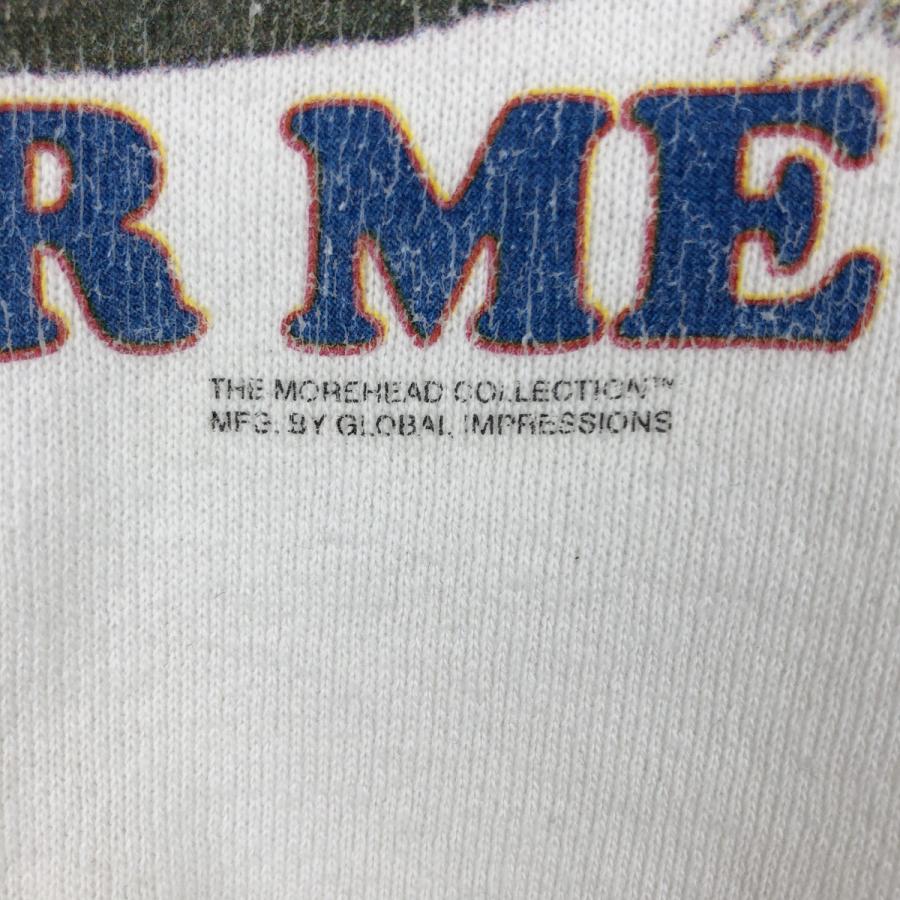 R ME
THE MOREHEAD COLLECTION™
MFG. BY GLOBAL IMPRESSIONS